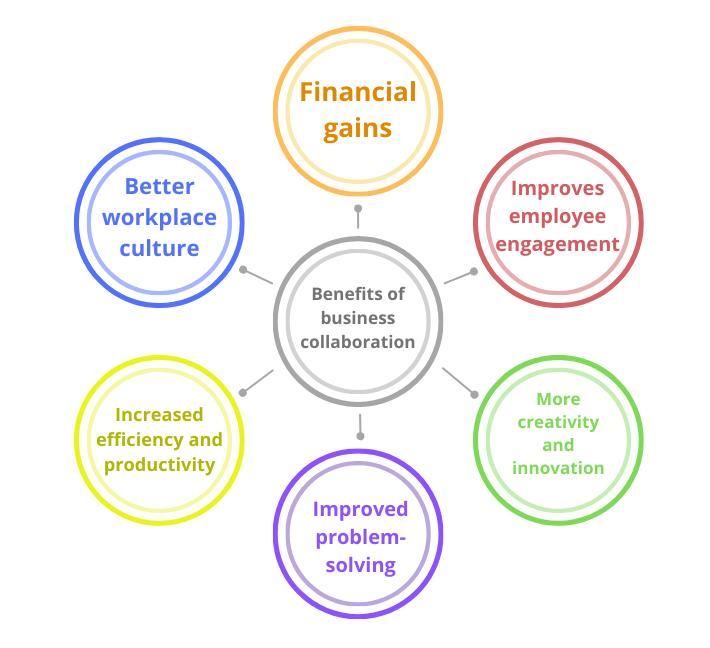 Financial
gains
Better
workplace
culture
Improves
employee
engagement
Benefits of
business
collaboration
Increased
efficiency and
productivity
More
creativity
and
innovation
Improved
problem-
solving